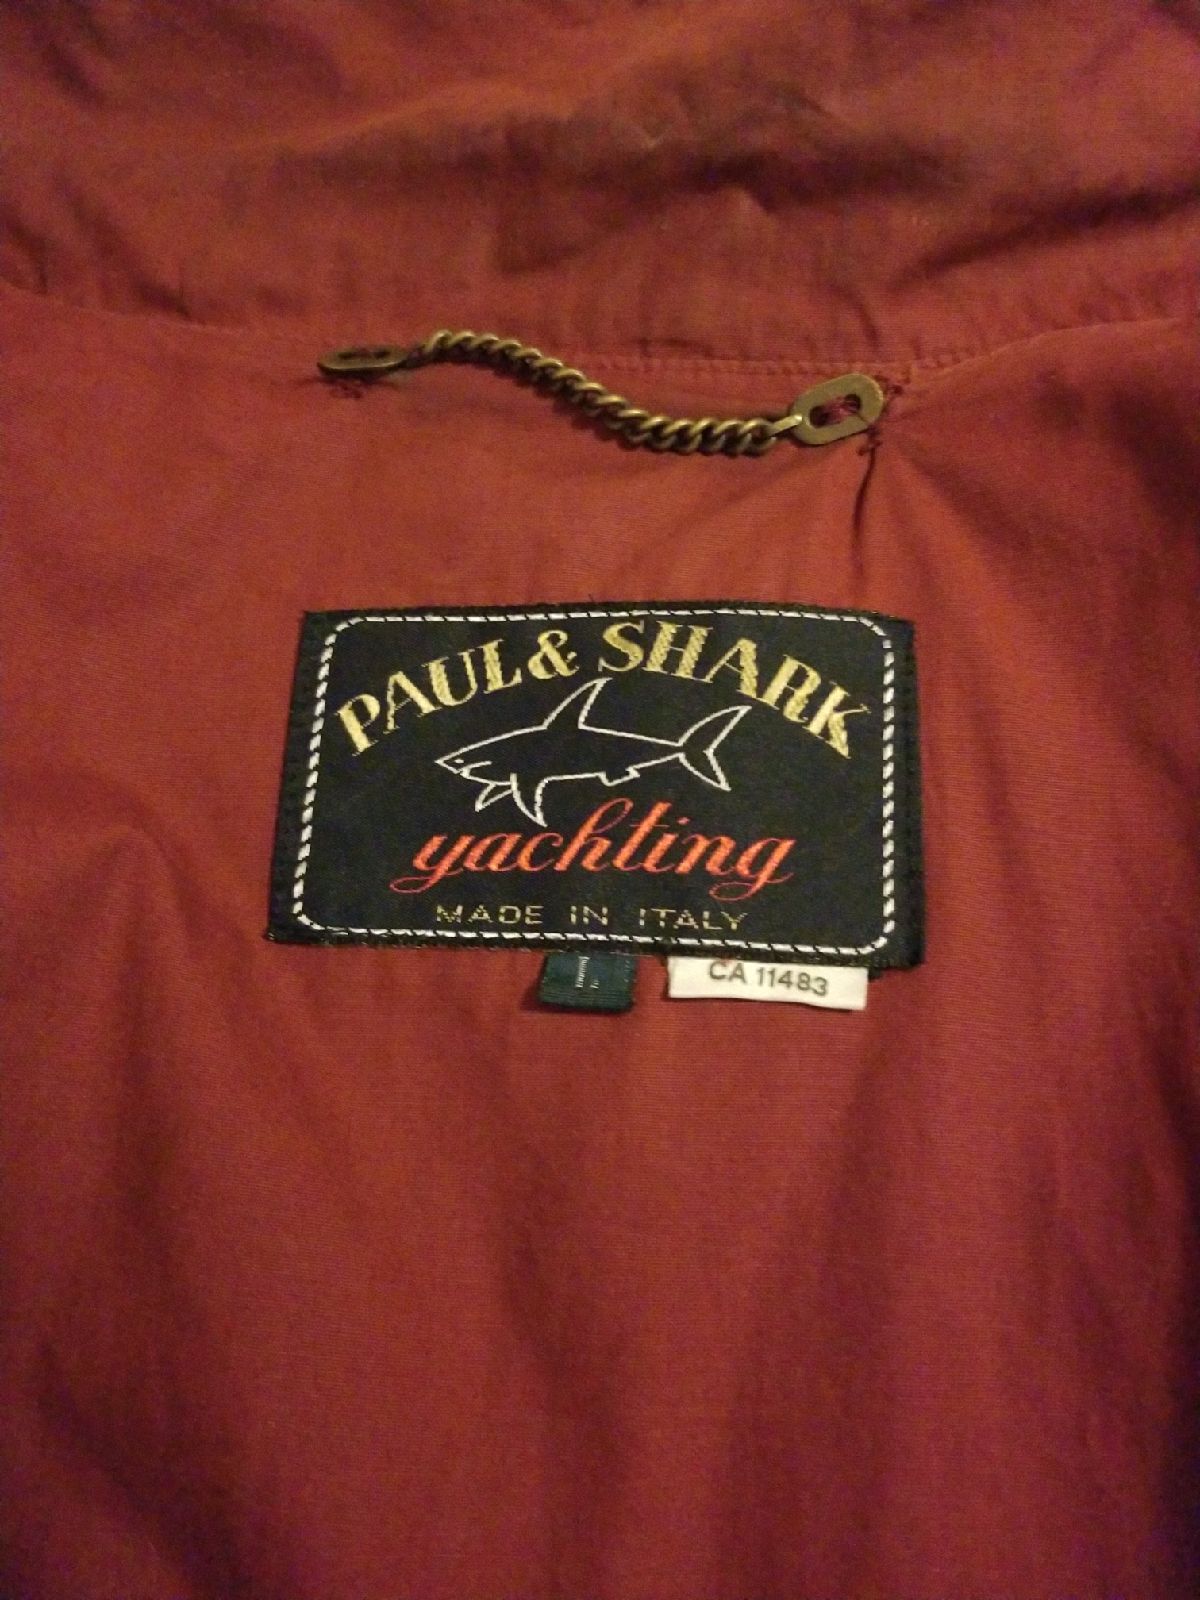 PAUL & SHARK
yachting
MADE IN ITALY
CA 11483